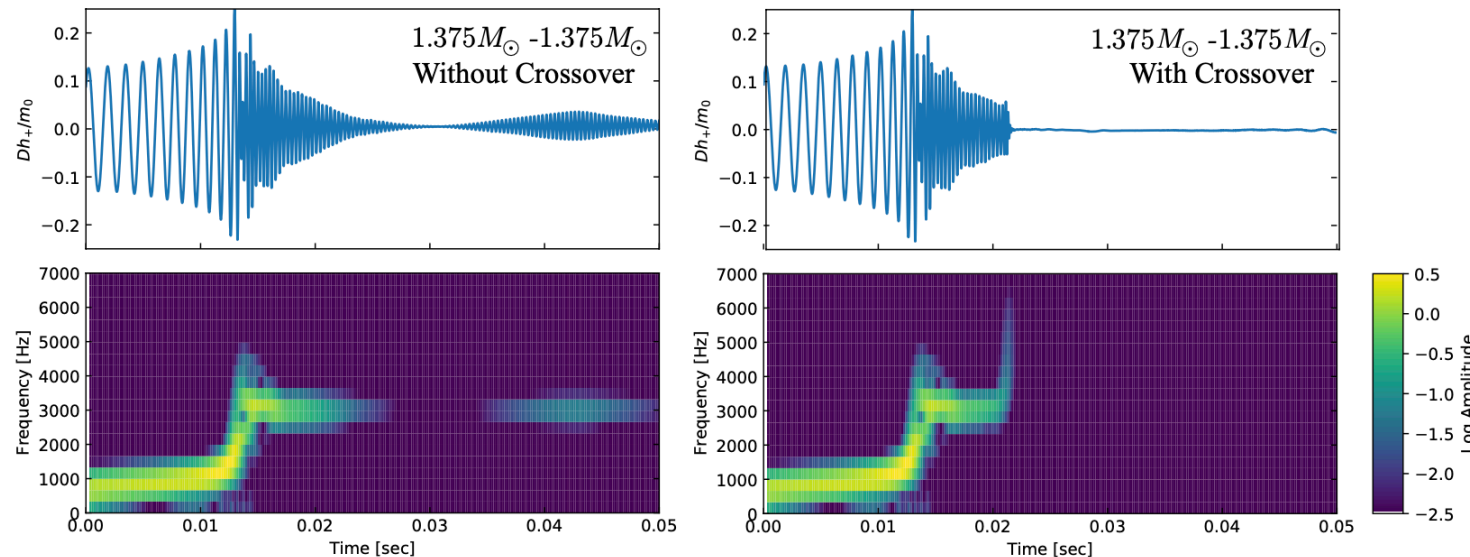 0.2
0.1
0.0
−0.1
−0.2
Dh₊/m₀
1.375M⊙ -1.375M⊙
Without Crossover
0.2
0.1
0.0
−0.1
−0.2
Dh₊/m₀
1.375M⊙ -1.375M⊙
With Crossover
7000
6000
5000
4000
3000
2000
1000
0
Frequency [Hz]
0.00 0.01 0.02 0.03 0.04 0.05
Time [sec]
7000
6000
5000
4000
3000
2000
1000
0
Frequency [Hz]
0.00 0.01 0.02 0.03 0.04 0.05
Time [sec]
0.5
0.0
−0.5
−1.0
−1.5
−2.0
−2.5
Log Amplitude